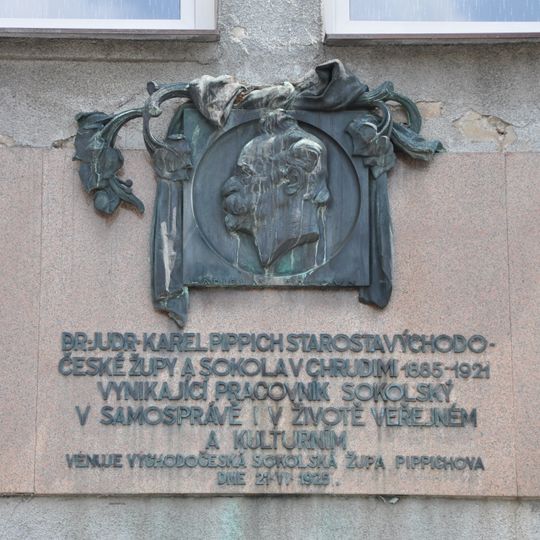 DR·JUDR·KAREL PIPPICH STAROSTA VÝCHODO-
ČESKÉ ŽUPY A SOKOLA V CHRUDIMI 1885-1921
VYNIKAJÍCÍ PRACOVNÍK SOKOLSKÝ
V SAMOSPRÁVĚ I V ŽIVOTĚ VEŘEJNÉM
A KULTURNÍM
VĚNUJE VÝCHODOČESKÁ SOKOLSKÁ ŽUPA PIPPICHOVA
DNE 21·VI·1925.